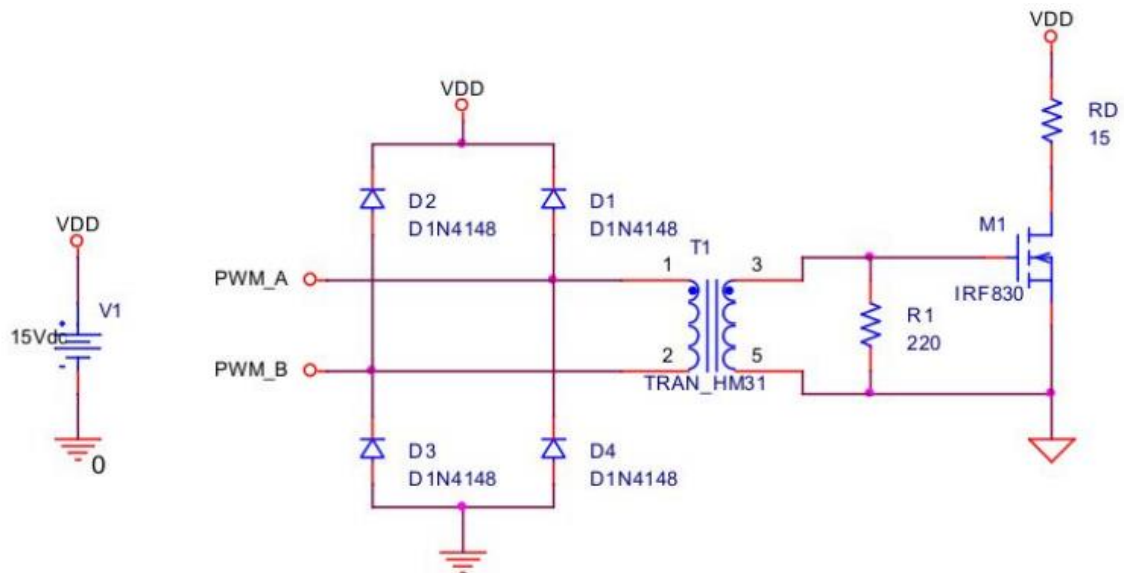 VDD
RD
15
VDD
D2
D1N4148
D1
D1N4148
M1
IRF830
VDD
T1
PWM_A
1
3
V1
15Vdc
R1
220
PWM_B
2
5
TRAN_HM31
D3
D1N4148
D4
D1N4148
0